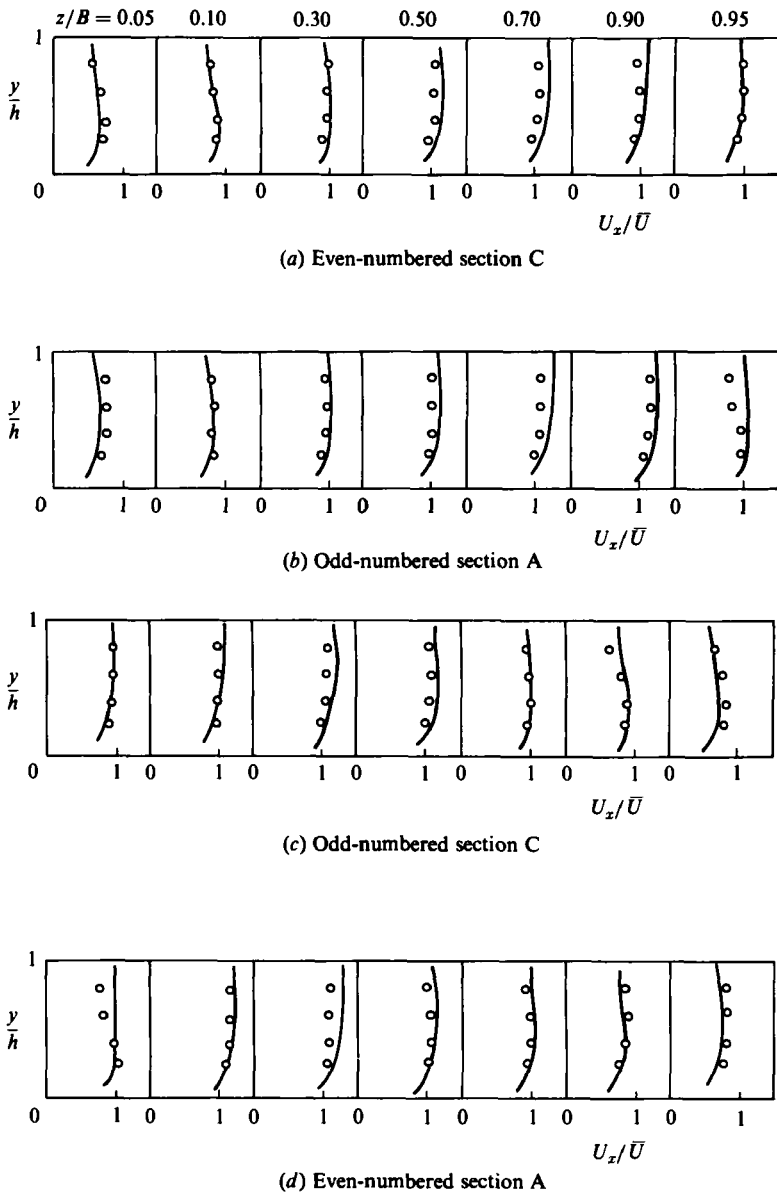 z/B = 0.05 0.10 0.30 0.50 0.70 0.90 0.95
1
y/h
0 1 0 1 0 1 0 1 0 1 0 1 0 1
U_x/Ū
(a) Even-numbered section C
1
y/h
0 1 0 1 0 1 0 1 0 1 0 1 0 1
U_x/Ū
(b) Odd-numbered section A
1
y/h
0 1 0 1 0 1 0 1 0 1 0 1 0 1
U_x/Ū
(c) Odd-numbered section C
1
y/h
0 1 0 1 0 1 0 1 0 1 0 1 0 1
U_x/Ū
(d) Even-numbered section A